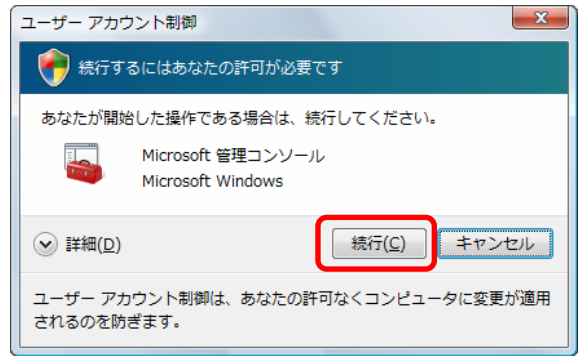 ユーザー アカウント制御
続行するにはあなたの許可が必要です
あなたが開始した操作である場合は、続行してください。
Microsoft 管理コンソール
Microsoft Windows
詳細(D)
続行(C)
キャンセル
ユーザー アカウント制御は、あなたの許可なくコンピュータに変更が適用
されるのを防ぎます。